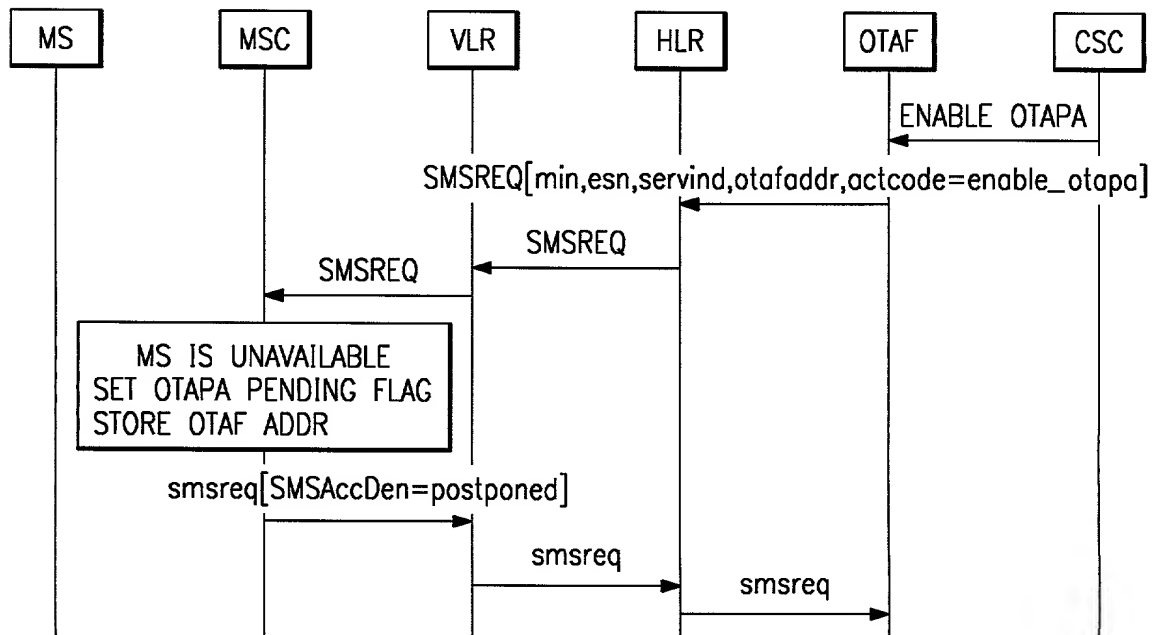 MS
MSC
VLR
HLR
OTAF
CSC
ENABLE OTAPA
SMSREQ[min,esn,servind,otafaddr,actcode=enable_otapa]
SMSREQ
SMSREQ
MS IS UNAVAILABLE
SET OTAPA PENDING FLAG
STORE OTAF ADDR
smsreq[SMSAccDen=postponed]
smsreq
smsreq